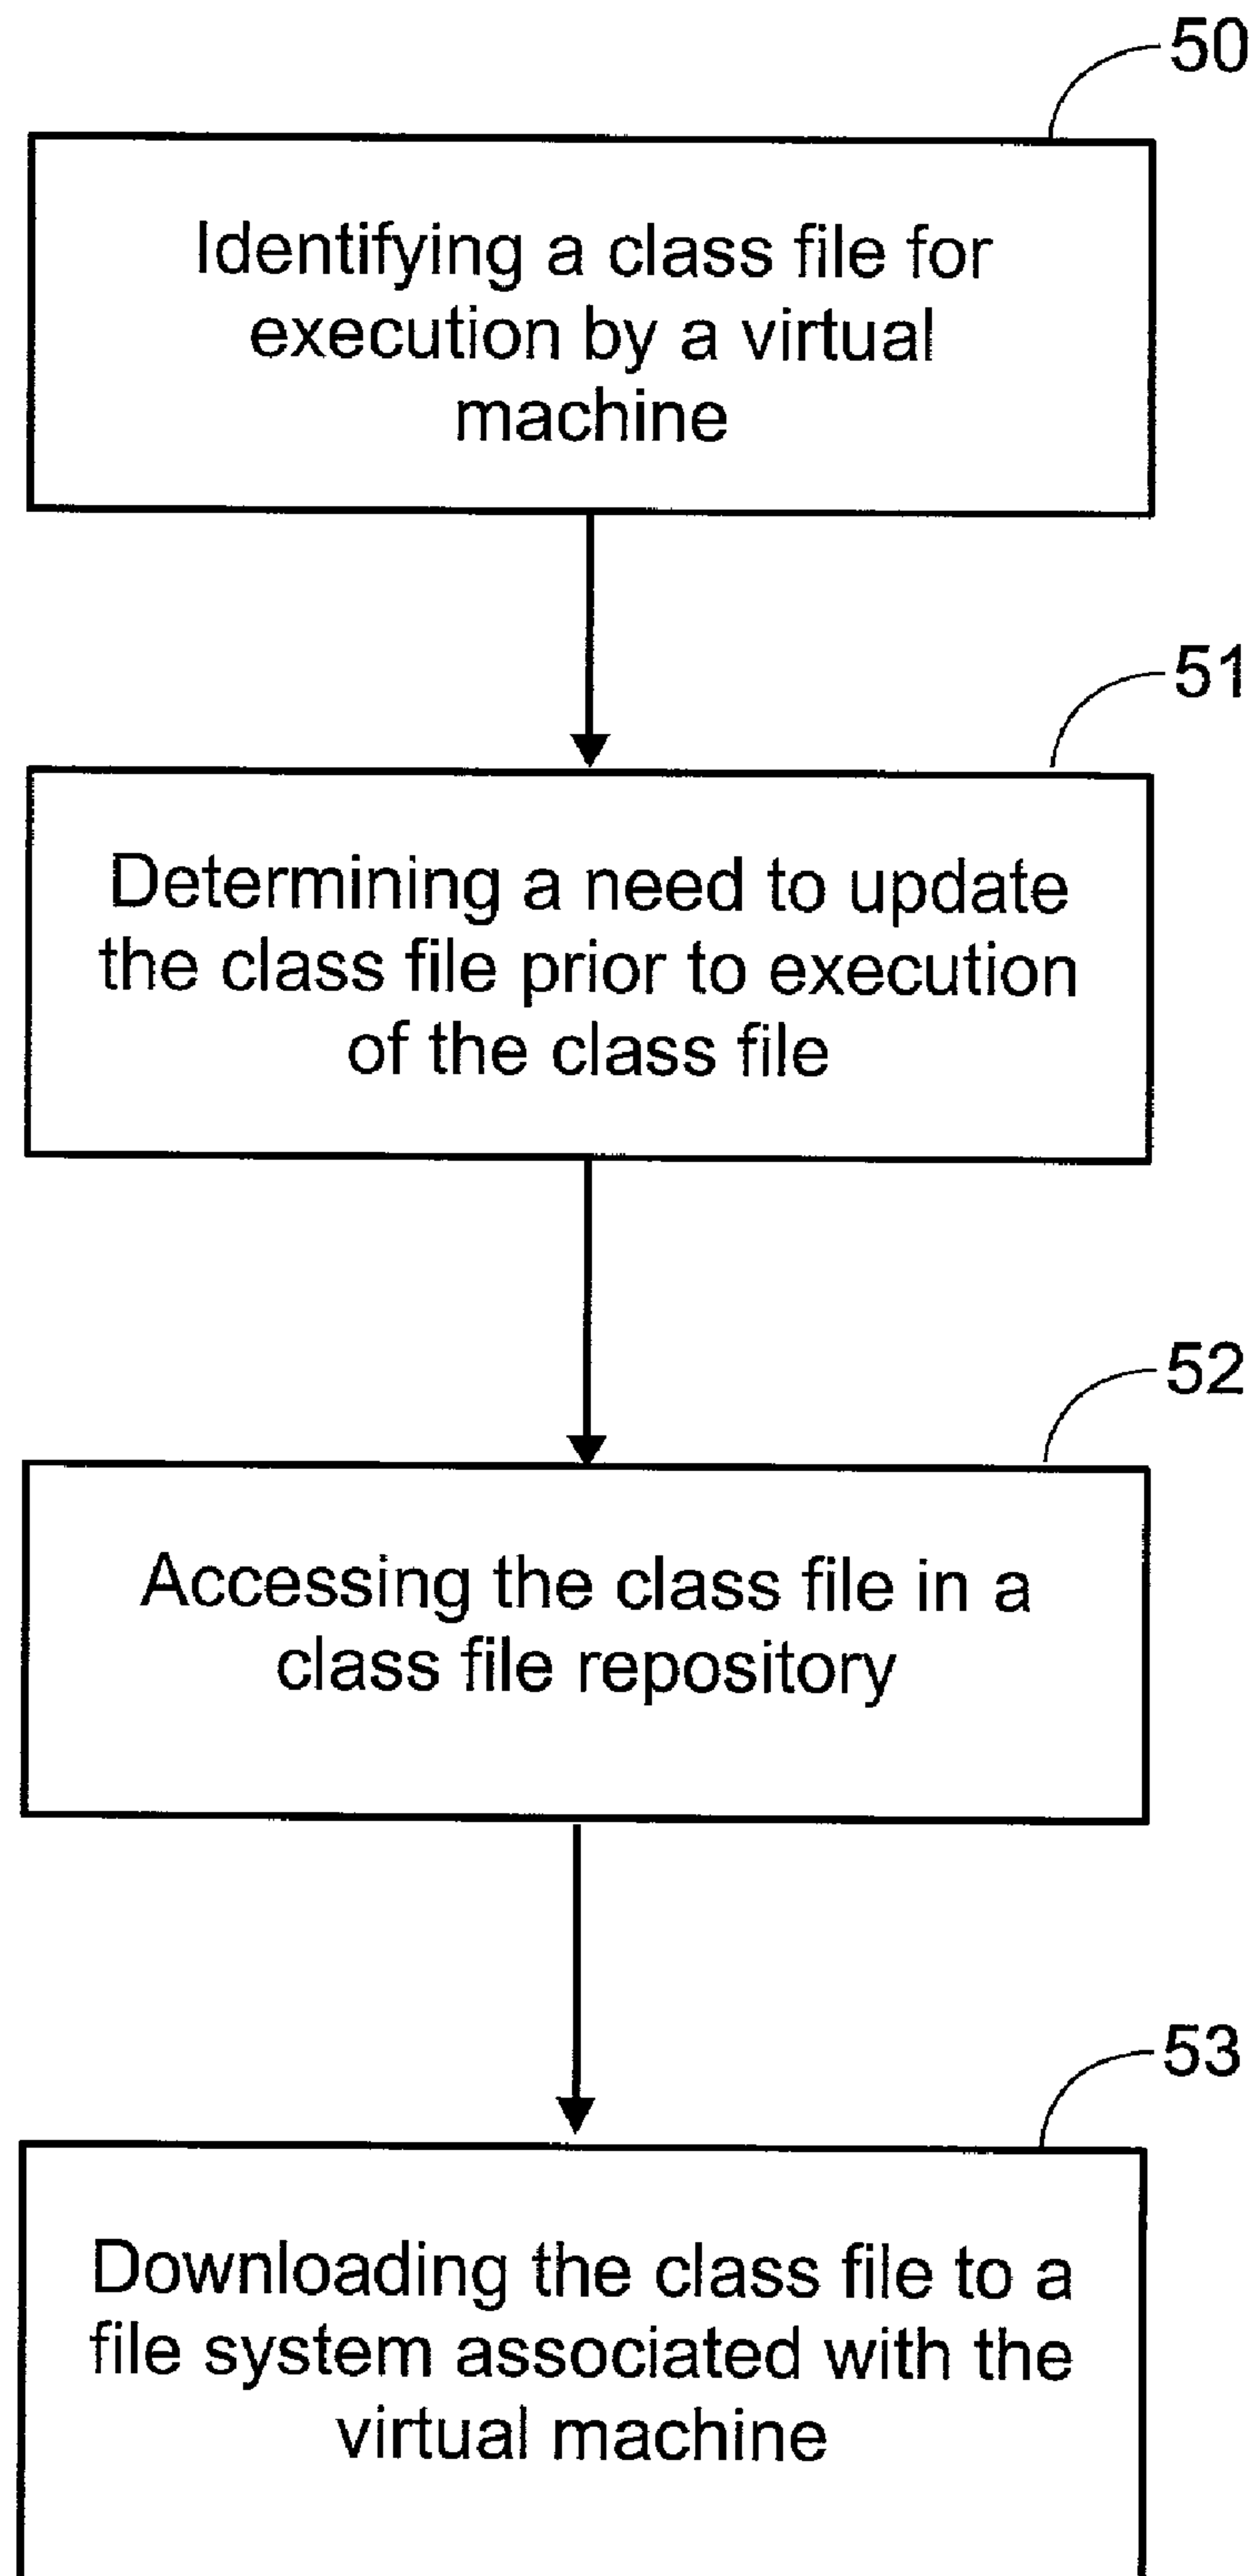 50
Identifying a class file for
execution by a virtual
machine
51
Determining a need to update
the class file prior to execution
of the class file
52
Accessing the class file in a
class file repository
53
Downloading the class file to a
file system associated with the
virtual machine